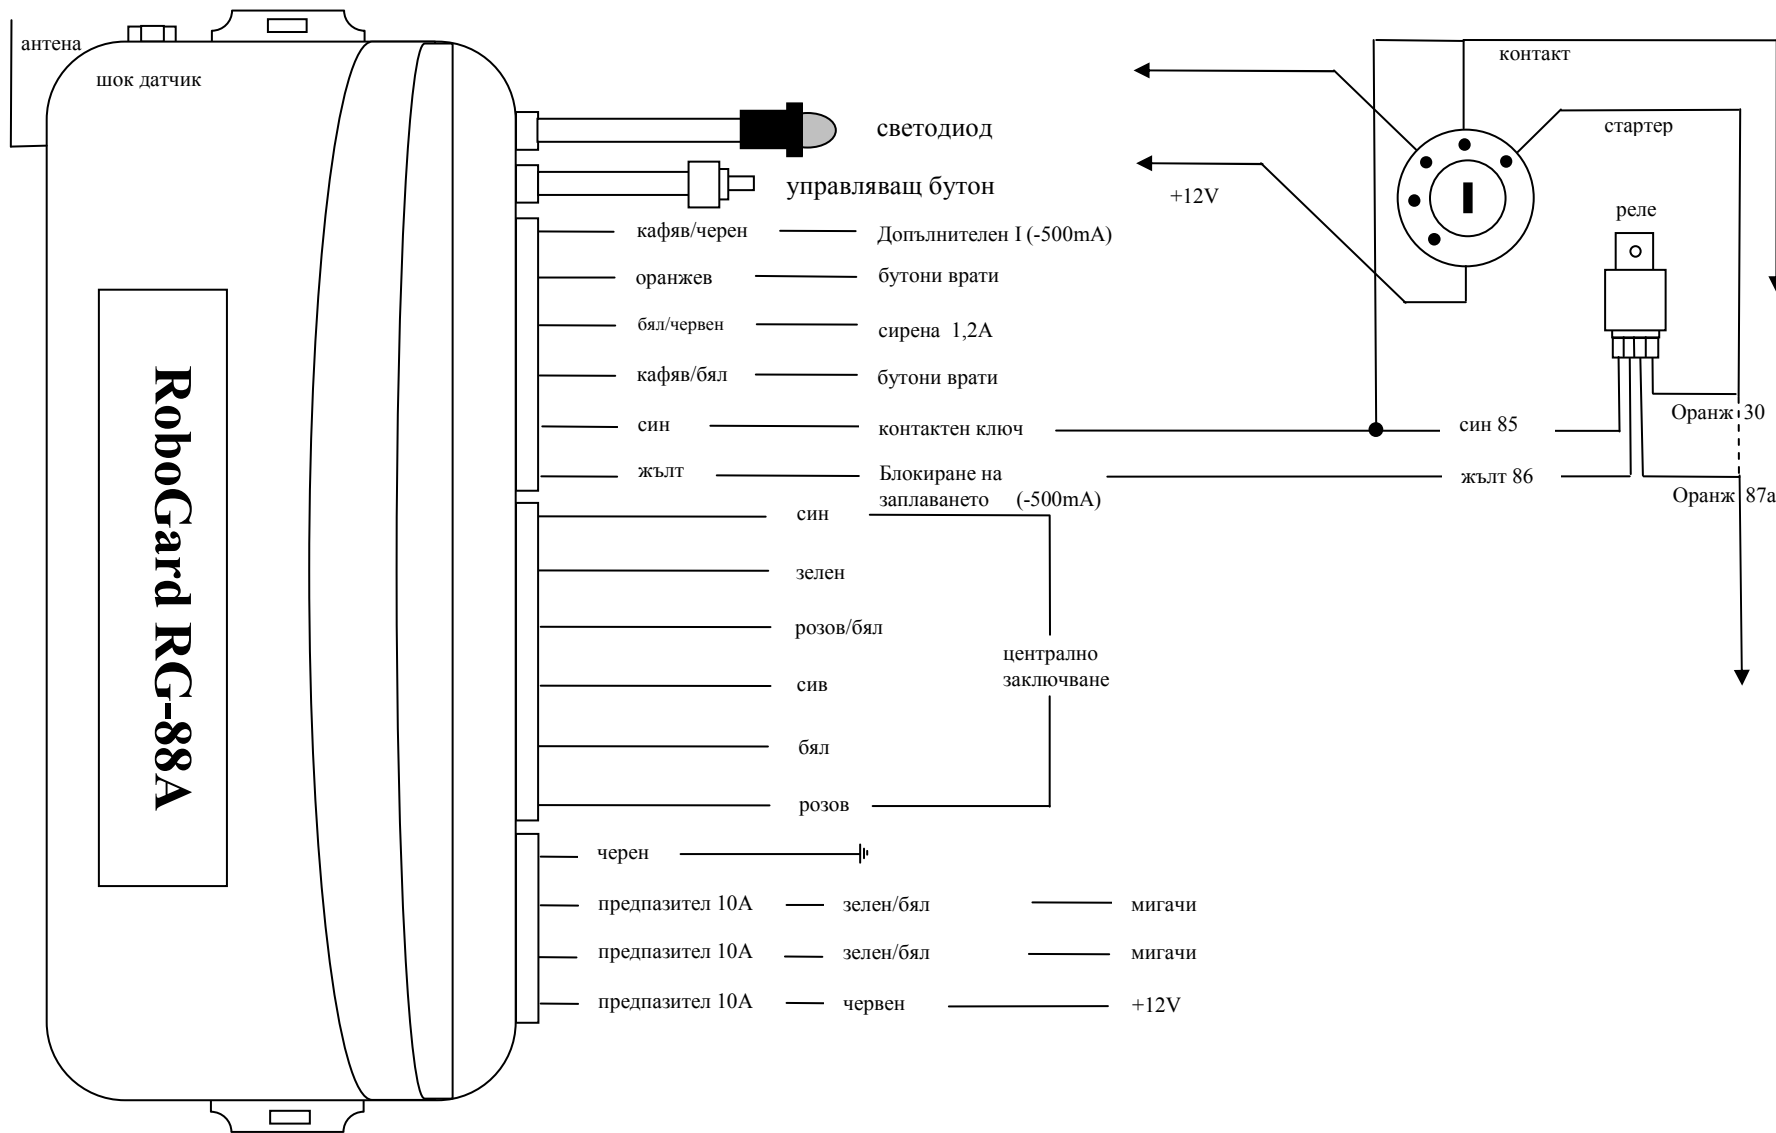 антена
шок датчик
контакт
светодиод
стартер
управляващ бутон
+12V
реле
кафяв/черен
Допълнителен I (-500mA)
оранжев
бутони врати
бял/червен
сирена 1,2A
кафяв/бял
бутони врати
Оранж 30
син
контактен ключ
син 85
жълт
Блокиране на
заплаването (-500mA)
жълт 86
Оранж 87а
син
зелен
розов/бял
централно
заключване
сив
бял
розов
RoboGard RG-88A
черен
предпазител 10A
зелен/бял
мигачи
предпазител 10A
зелен/бял
мигачи
предпазител 10A
червен
+12V